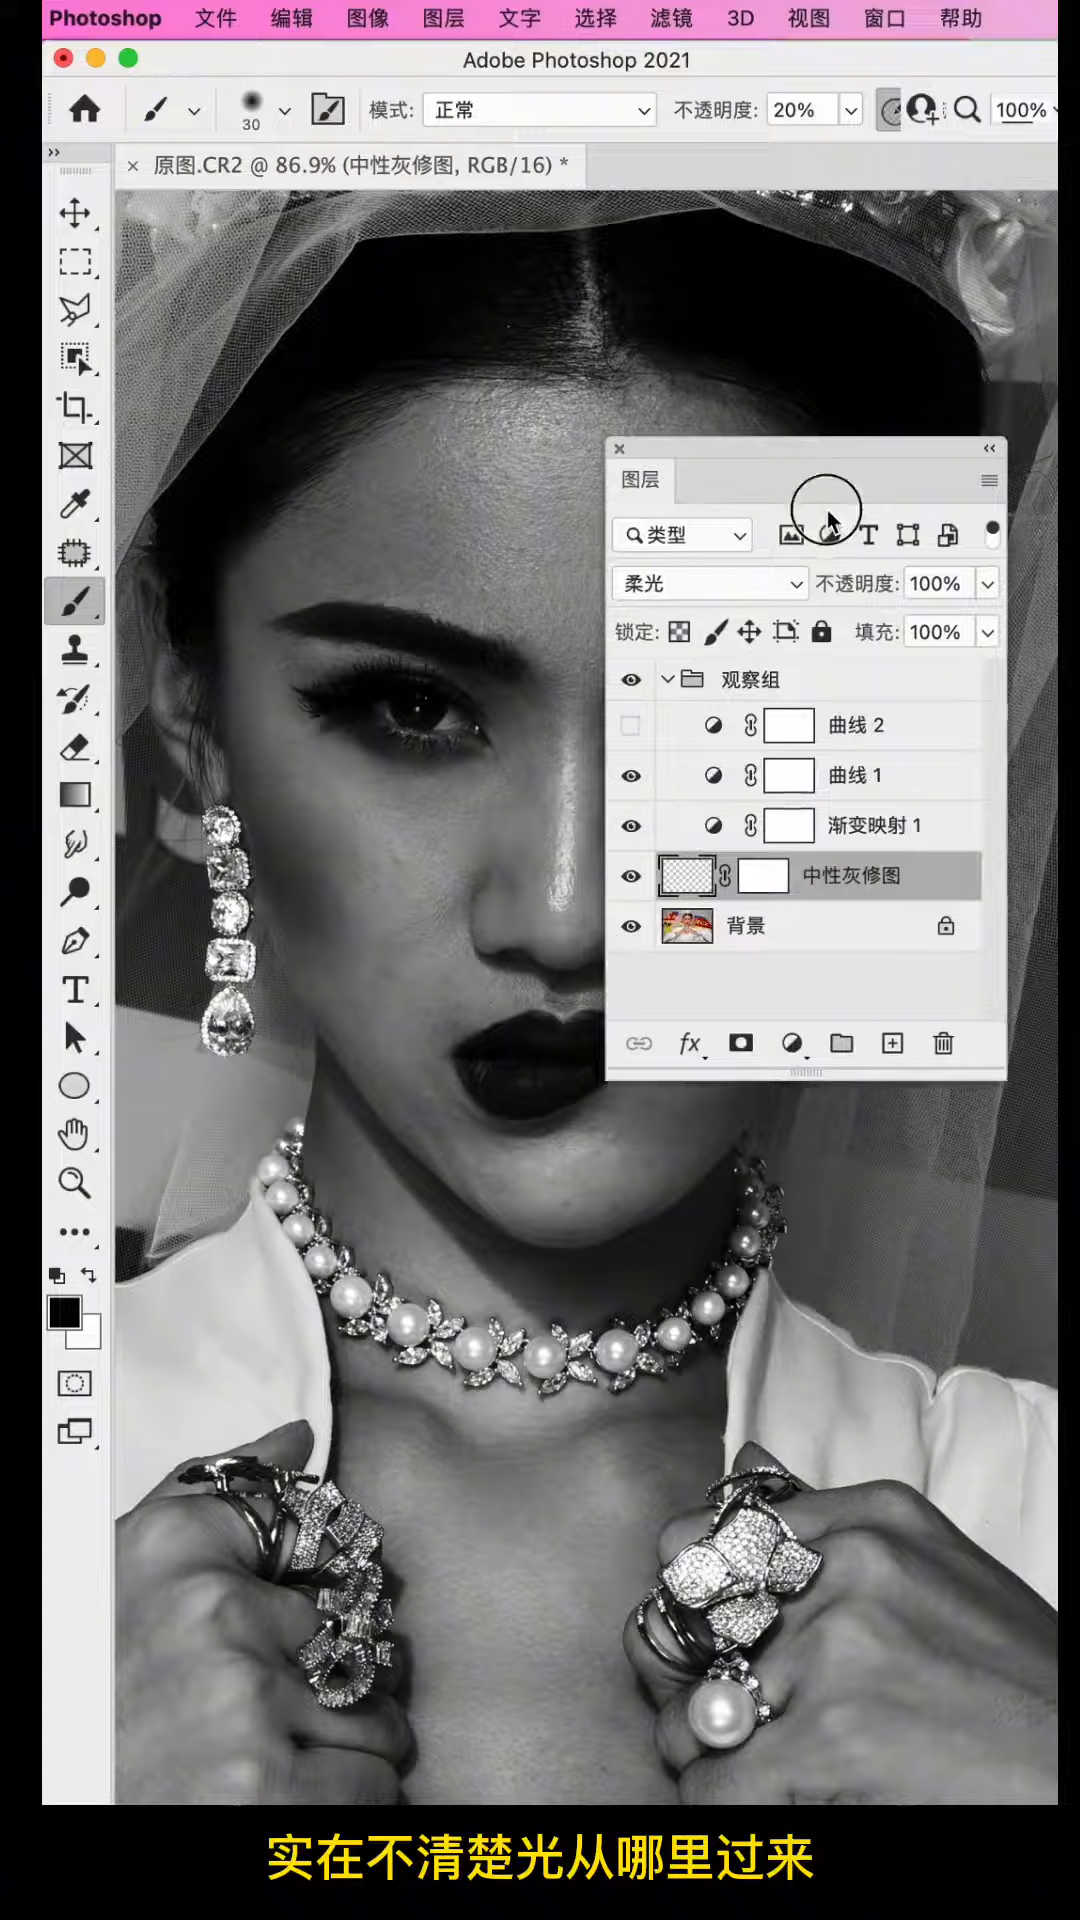 Photoshop 文件 编辑 图像 图层 文字 选择 滤镜 3D 视图 窗口 帮助
Adobe Photoshop 2021
30 模式: 正常 不透明度: 20% 100%
× 原图.CR2 @ 86.9% (中性灰修图, RGB/16) *
图层
类型
柔光 不透明度: 100%
锁定: 填充: 100%
观察组
曲线 2
曲线 1
渐变映射 1
中性灰修图
背景
fx
实在不清楚光从哪里过来